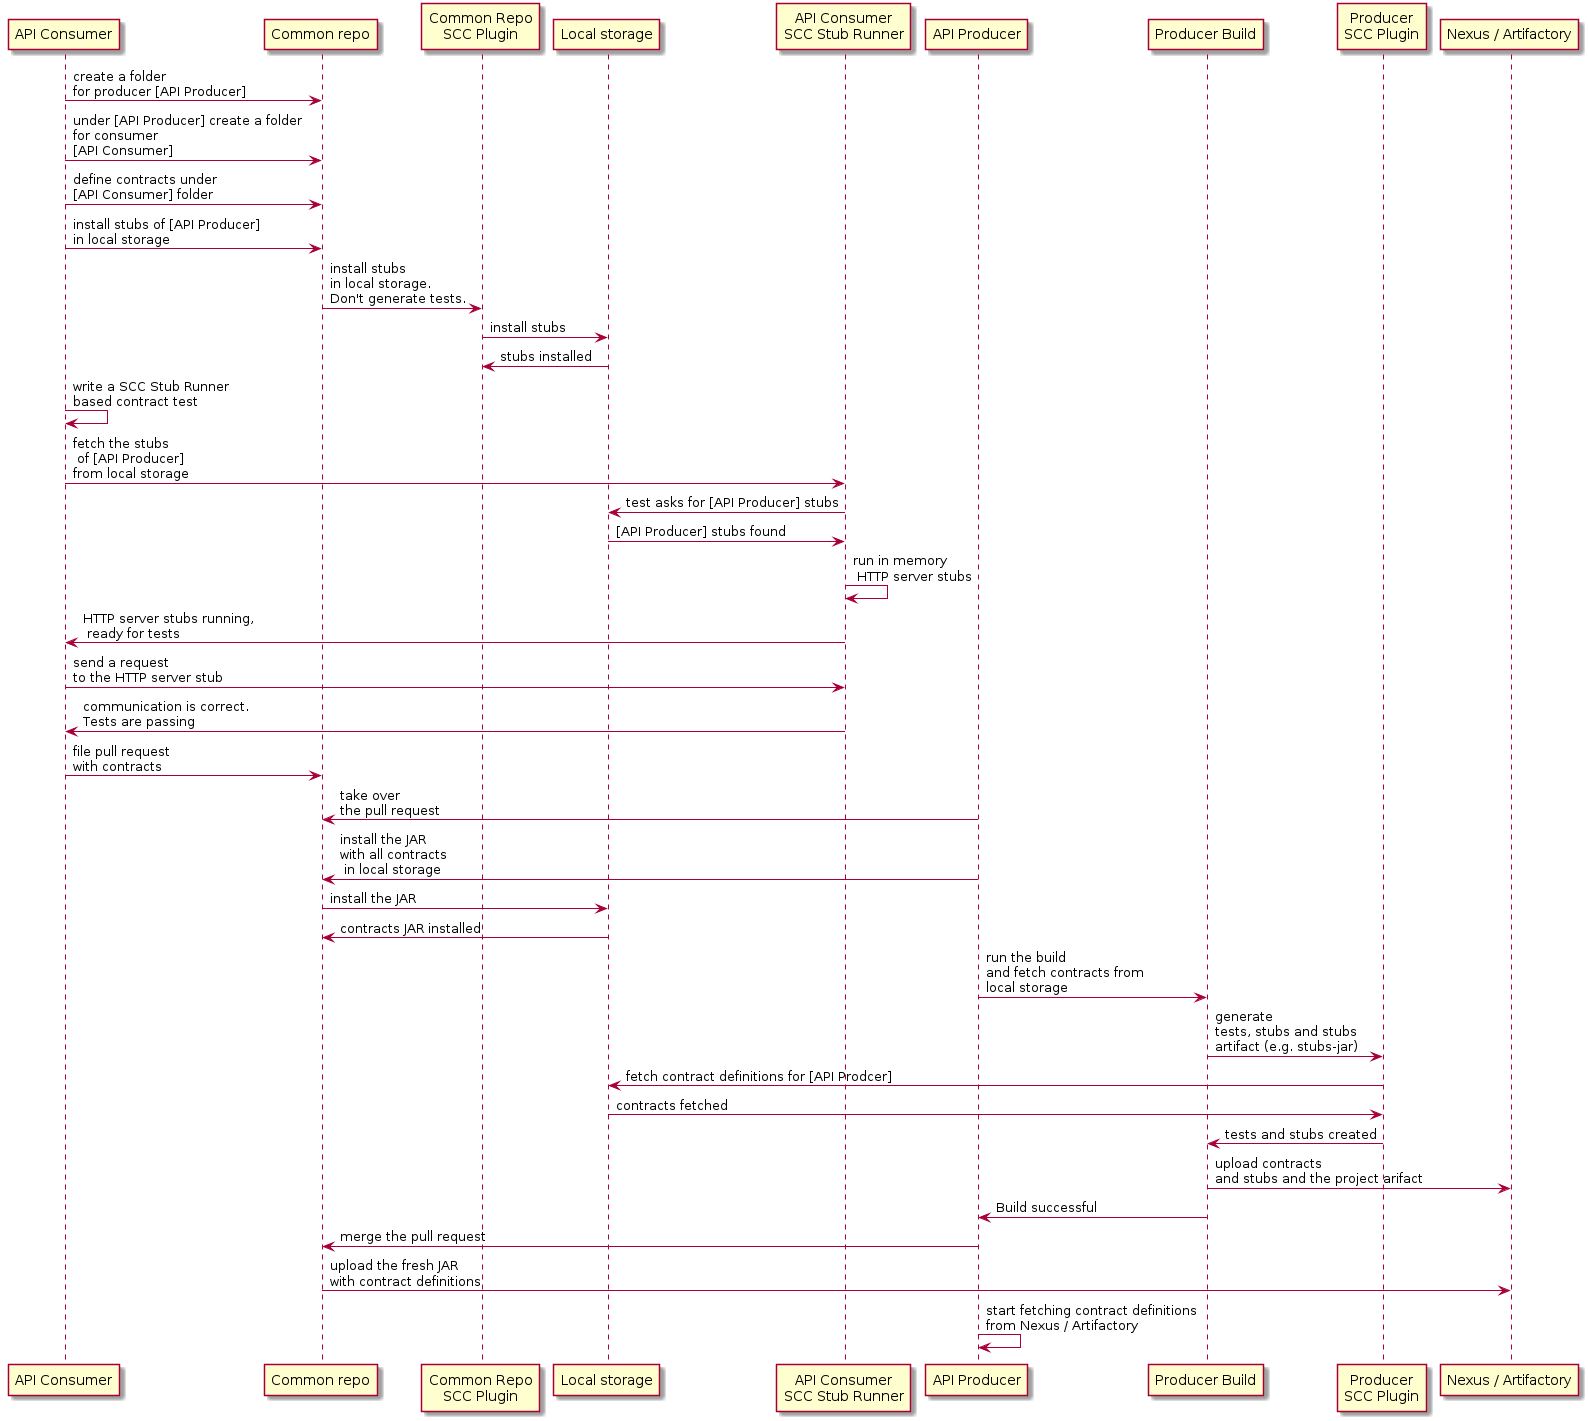 API Consumer
Common repo
Common Repo
SCC Plugin
Local storage
API Consumer
SCC Stub Runner
API Producer
Producer Build
Producer
SCC Plugin
Nexus / Artifactory
create a folder
for producer [API Producer]
under [API Producer] create a folder
for consumer
[API Consumer]
define contracts under
[API Consumer] folder
install stubs of [API Producer]
in local storage
install stubs
in local storage.
Don't generate tests.
install stubs
stubs installed
write a SCC Stub Runner
based contract test
fetch the stubs
of [API Producer]
from local storage
test asks for [API Producer] stubs
[API Producer] stubs found
run in memory
HTTP server stubs
HTTP server stubs running,
ready for tests
send a request
to the HTTP server stub
communication is correct.
Tests are passing
file pull request
with contracts
take over
the pull request
install the JAR
with all contracts
in local storage
install the JAR
contracts JAR installed
run the build
and fetch contracts from
local storage
generate
tests, stubs and stubs
artifact (e.g. stubs-jar)
fetch contract definitions for [API Prodcer]
contracts fetched
tests and stubs created
upload contracts
and stubs and the project arifact
Build successful
merge the pull request
upload the fresh JAR
with contract definitions
start fetching contract definitions
from Nexus / Artifactory
API Consumer
Common repo
Common Repo
SCC Plugin
Local storage
API Consumer
SCC Stub Runner
API Producer
Producer Build
Producer
SCC Plugin
Nexus / Artifactory